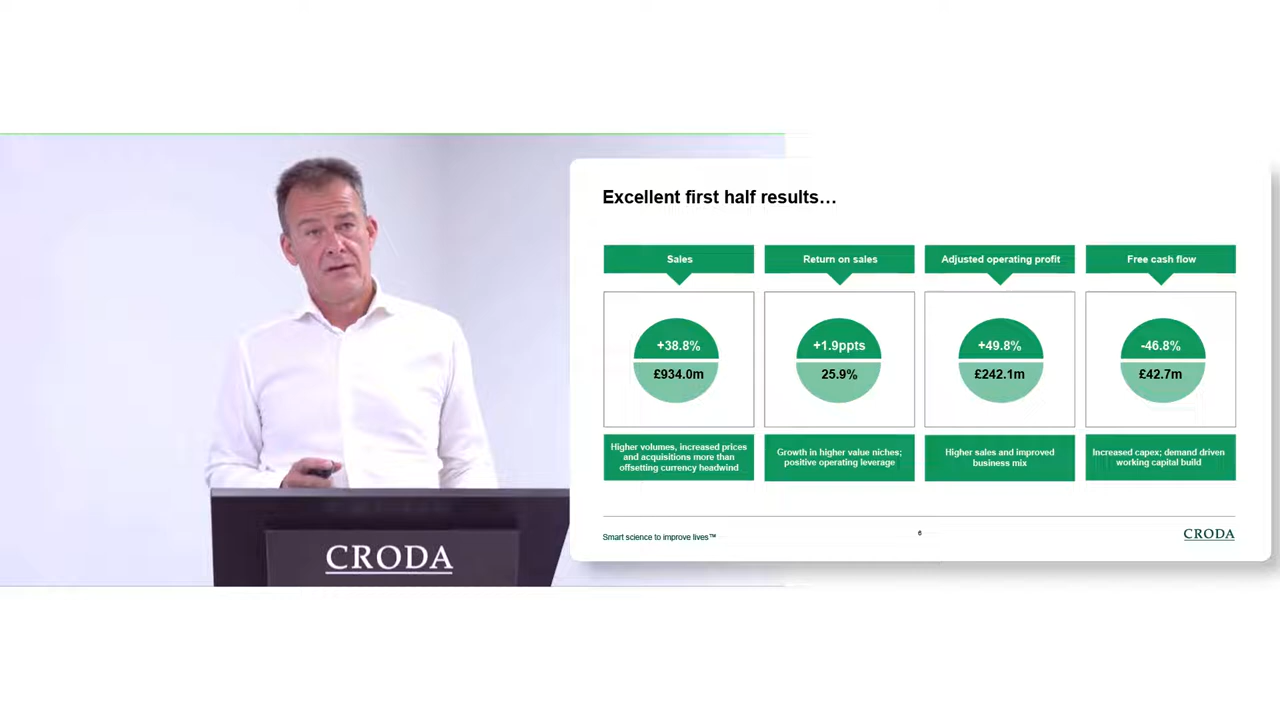 Excellent first half results…
Sales
Return on sales
Adjusted operating profit
Free cash flow
+38.8%
£934.0m
+1.9ppts
25.9%
+49.8%
£242.1m
-46.8%
£42.7m
Higher volumes, increased prices
and acquisitions more than
offsetting currency headwind
Growth in higher value niches;
positive operating leverage
Higher sales and improved
business mix
Increased capex; demand driven
working capital build
Smart science to improve lives™
6
CRODA
CRODA